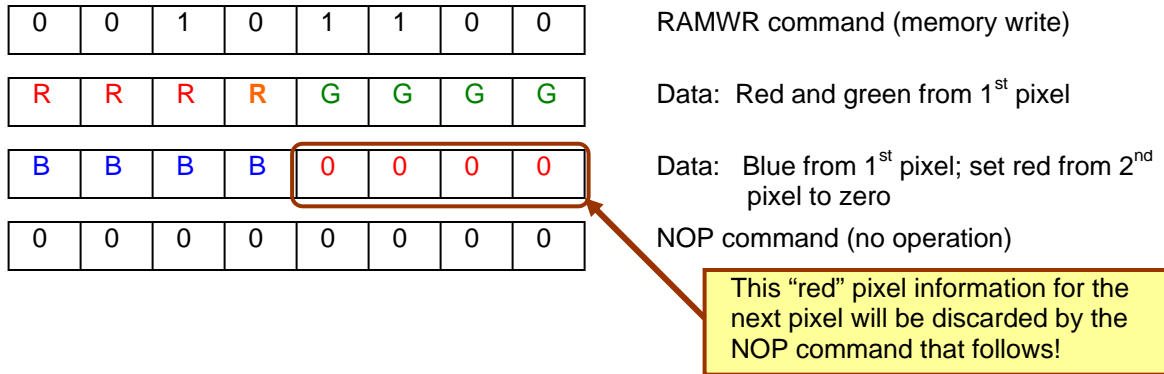 0 0 1 0 1 1 0 0 RAMWR command (memory write)
R R R R G G G G Data: Red and green from 1st pixel
B B B B 0 0 0 0 Data: Blue from 1st pixel; set red from 2nd
pixel to zero
0 0 0 0 0 0 0 0 NOP command (no operation)
This “red” pixel information for the
next pixel will be discarded by the
NOP command that follows!